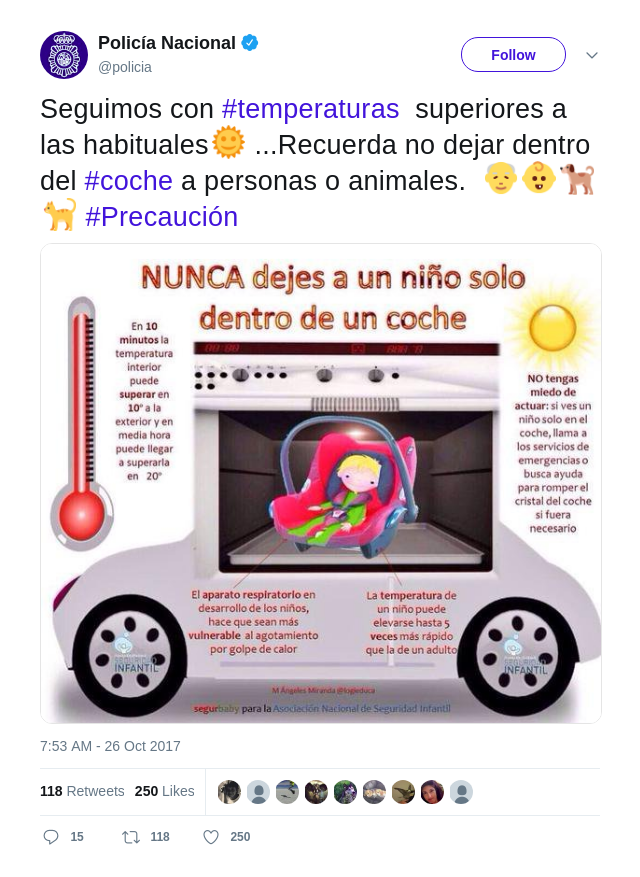 Policía Nacional
@policia
Follow
Seguimos con #temperaturas superiores a
las habituales🌞 ...Recuerda no dejar dentro
del #coche a personas o animales. 👵👶🐕
🐈 #Precaución
NUNCA dejes a un niño solo
dentro de un coche
En 10
minutos la
temperatura
interior
puede
superar en
10° a la
exterior y en
media hora
puede llegar
a superarla
en 20°
NO tengas
miedo de
actuar: si ves un
niño solo en el
coche, llama a
los servicios de
emergencias o
busca ayuda
para romper el
cristal del coche
si fuera
necesario
El aparato respiratorio en
desarrollo de los niños,
hace que sean más
vulnerable al agotamiento
por golpe de calor
La temperatura de
un niño puede
elevarse hasta 5
veces más rápido
que la de un adulto
SEGURIDAD
INFANTIL
SEGURIDAD
INFANTIL
M Ángeles Miranda @logieduca
segurbaby para la Asociación Nacional de Seguridad Infantil
7:53 AM - 26 Oct 2017
118 Retweets 250 Likes
15 118 250